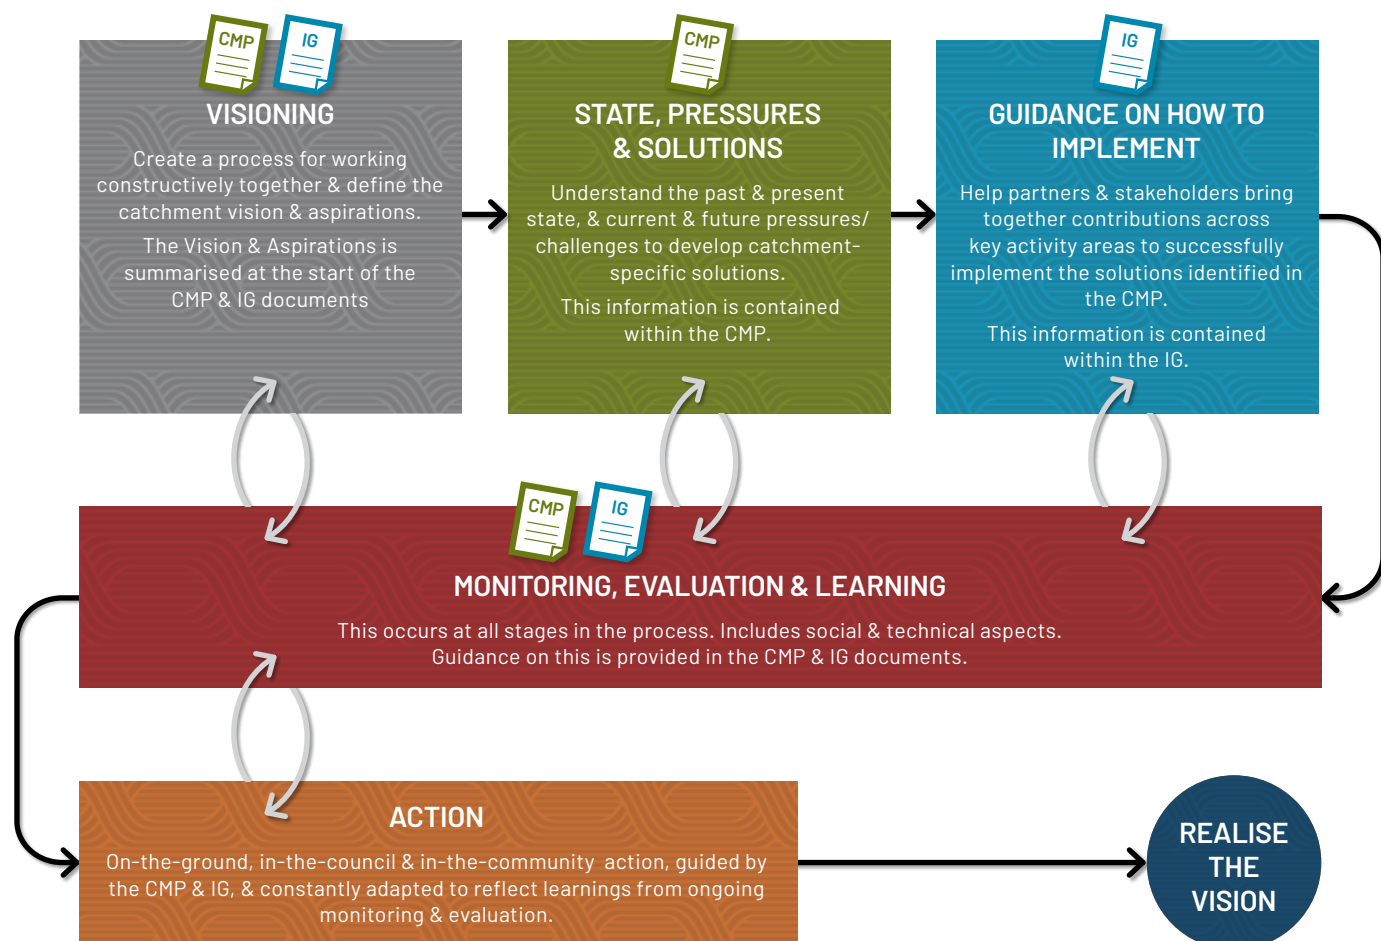 CMP
IG
VISIONING
Create a process for working
constructively together & define the
catchment vision & aspirations.
The Vision & Aspirations is
summarised at the start of the
CMP & IG documents
CMP
STATE, PRESSURES
& SOLUTIONS
Understand the past & present
state, & current & future pressures/
challenges to develop catchment-
specific solutions.
This information is contained
within the CMP.
IG
GUIDANCE ON HOW TO
IMPLEMENT
Help partners & stakeholders bring
together contributions across
key activity areas to successfully
implement the solutions identified in
the CMP.
This information is contained
within the IG.
CMP
IG
MONITORING, EVALUATION & LEARNING
This occurs at all stages in the process. Includes social & technical aspects.
Guidance on this is provided in the CMP & IG documents.
ACTION
On-the-ground, in-the-council & in-the-community action, guided by
the CMP & IG, & constantly adapted to reflect learnings from ongoing
monitoring & evaluation.
REALISE
THE
VISION